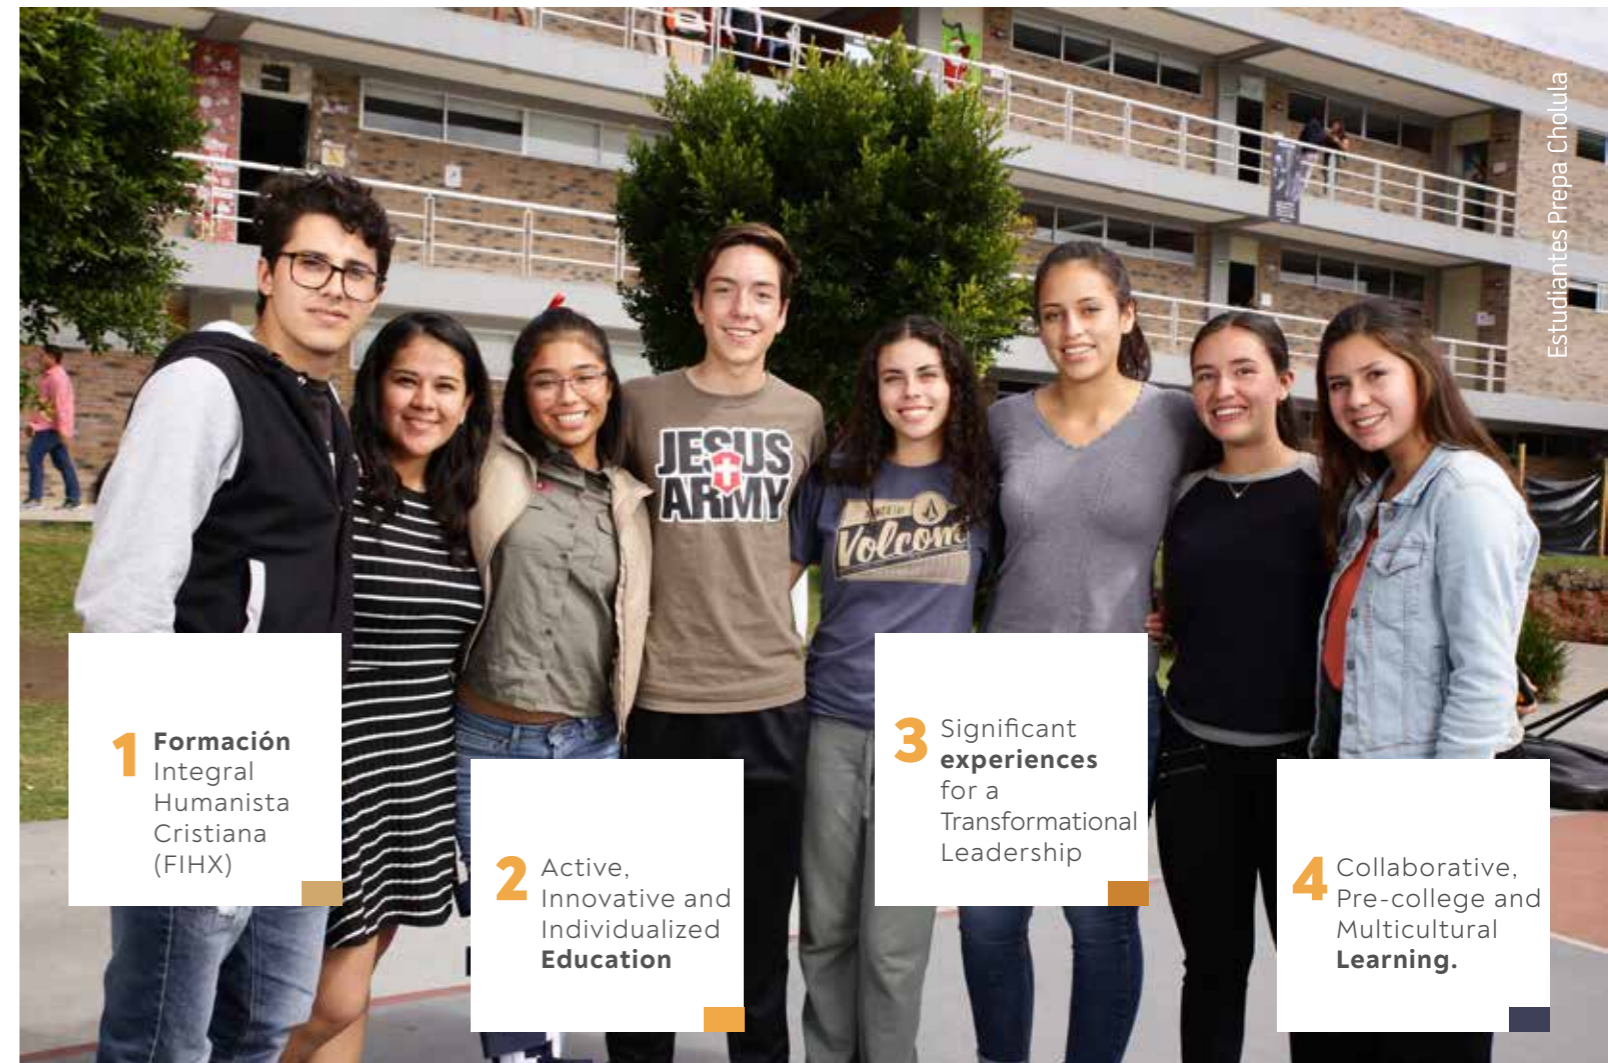 Estudiantes Prepa Cholula
JESUS
ARMY
Volcom
1
Formación
Integral
Humanista
Cristiana
(FIHX)
2
Active,
Innovative and
Individualized
Education
3
Significant
experiences
for a
Transformational
Leadership
4
Collaborative,
Pre-college and
Multicultural
Learning.